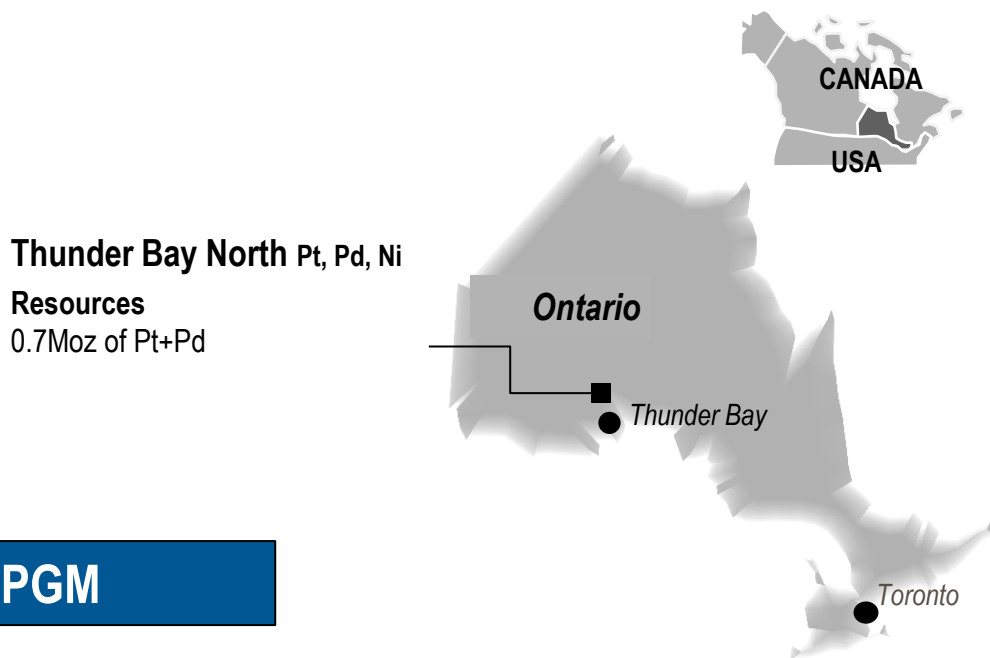 CANADA
USA
Thunder Bay North Pt, Pd, Ni
Resources
0.7Moz of Pt+Pd
Ontario
Thunder Bay
PGM
Toronto